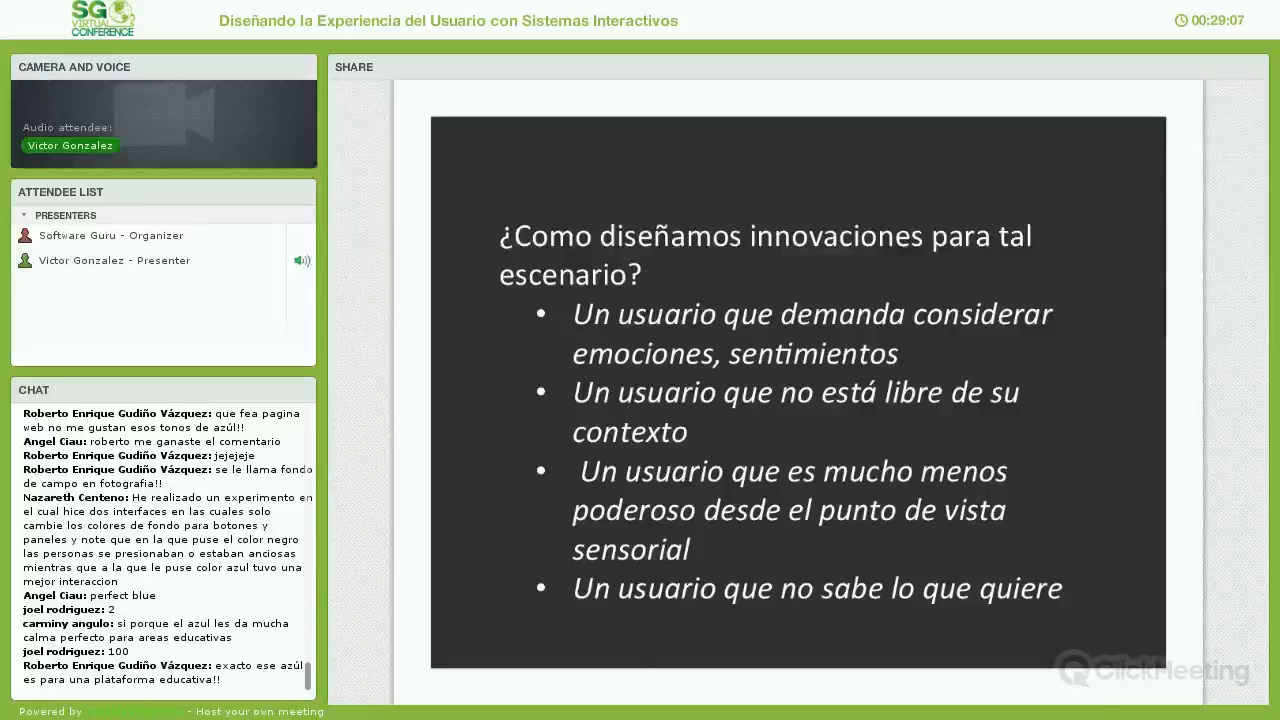 SG
VIRTUAL
CONFERENCE
Diseñando la Experiencia del Usuario con Sistemas Interactivos
00:29:07
CAMERA AND VOICE
Audio attendee:
Victor Gonzalez
ATTENDEE LIST
PRESENTERS
Software Guru - Organizer
Victor Gonzalez - Presenter
CHAT
Roberto Enrique Gudiño Vázquez: que fea pagina
web no me gustan esos tonos de azúl!!
Angel Ciau: roberto me ganaste el comentario
Roberto Enrique Gudiño Vázquez: jejejeje
Roberto Enrique Gudiño Vázquez: se le llama fondo
de campo en fotografia!!
Nazareth Centeno: He realizado un experimento en
el cual hice dos interfaces en las cuales solo
cambie los colores de fondo para botones y
paneles y note que en la que puse el color negro
las personas se presionaban o estaban anciosas
mientras que a la que le puse color azul tuvo una
mejor interaccion
Angel Ciau: perfect blue
joel rodriguez: 2
carminy angulo: si porque el azul les da mucha
calma perfecto para areas educativas
joel rodriguez: 100
Roberto Enrique Gudiño Vázquez: exacto ese azúl
es para una plataforma educativa!!
SHARE
¿Como diseñamos innovaciones para tal
escenario?
• Un usuario que demanda considerar
emociones, sentimientos
• Un usuario que no está libre de su
contexto
• Un usuario que es mucho menos
poderoso desde el punto de vista
sensorial
• Un usuario que no sabe lo que quiere
ClickMeeting
Powered by
- Host your own meeting